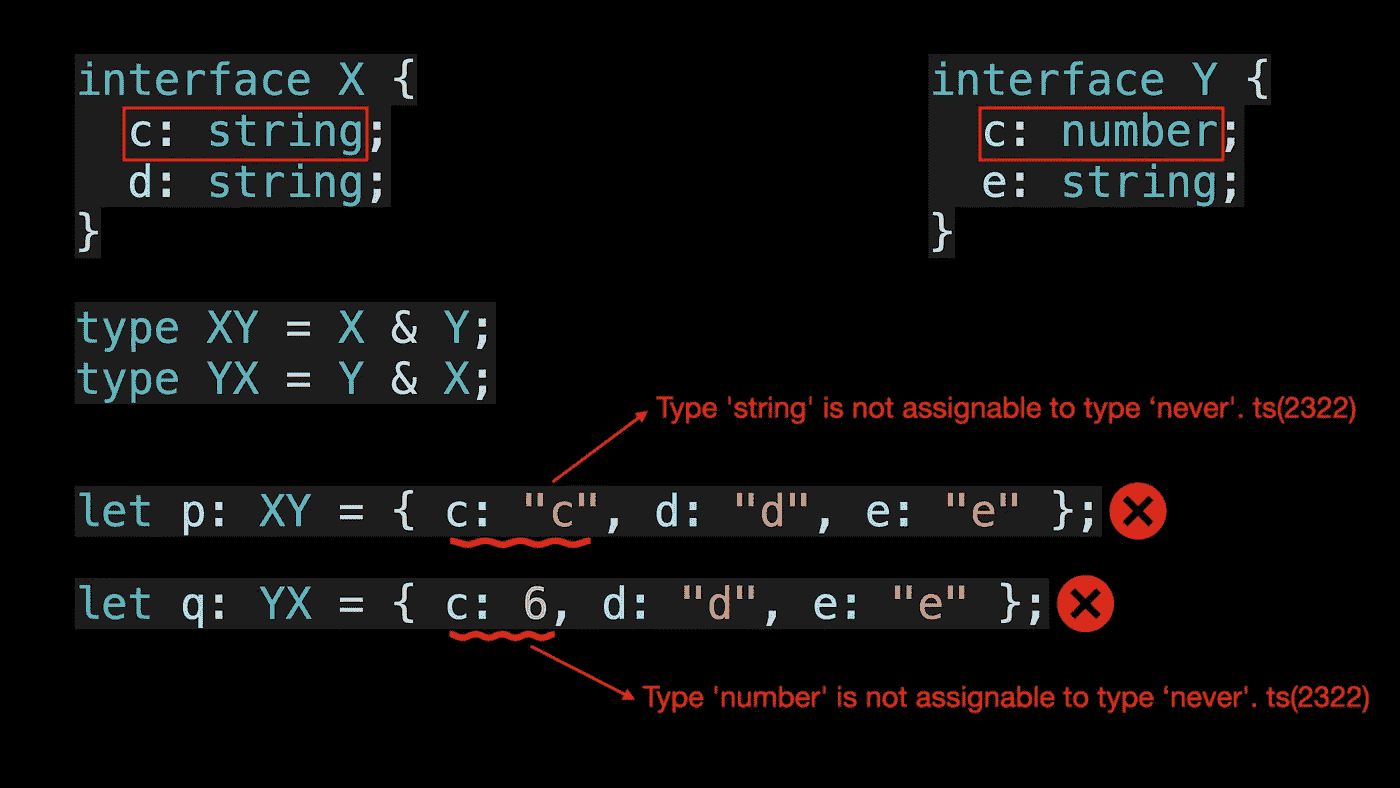 interface X {
  c: string;
  d: string;
}
interface Y {
  c: number;
  e: string;
}
type XY = X & Y;
type YX = Y & X;
Type 'string' is not assignable to type ‘never'. ts(2322)
let p: XY = { c: "c", d: "d", e: "e" };
let q: YX = { c: 6, d: "d", e: "e" };
Type 'number' is not assignable to type ‘never’. ts(2322)